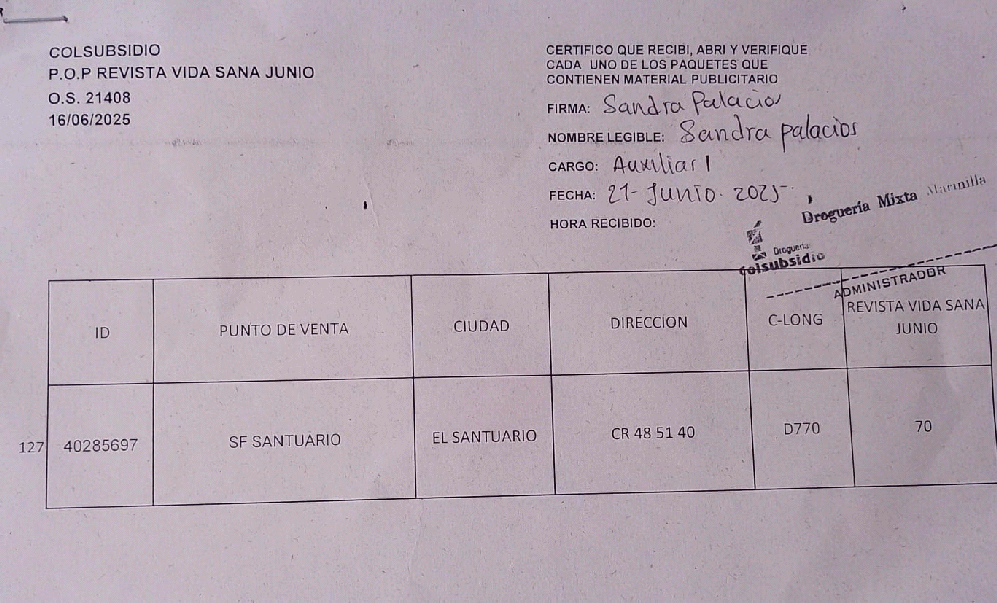 COLSUBSIDIO
P.O.P REVISTA VIDA SANA JUNIO
O.S. 21408
16/06/2025
CERTIFICO QUE RECIBI, ABRI Y VERIFIQUE
CADA UNO DE LOS PAQUETES QUE
CONTIENEN MATERIAL PUBLICITARIO
FIRMA: Sandra Palacios
NOMBRE LEGIBLE: Sandra palacios
CARGO: Auxiliar 1
FECHA: 21-Junio-2025
HORA RECIBIDO:
Droguería Mixta Marinilla
Droguería
Colsubsidio
ADMINISTRADOR
ID PUNTO DE VENTA CIUDAD DIRECCION C-LONG REVISTA VIDA SANA
JUNIO
127 40285697 SF SANTUARIO EL SANTUARIO CR 48 51 40 D770 70